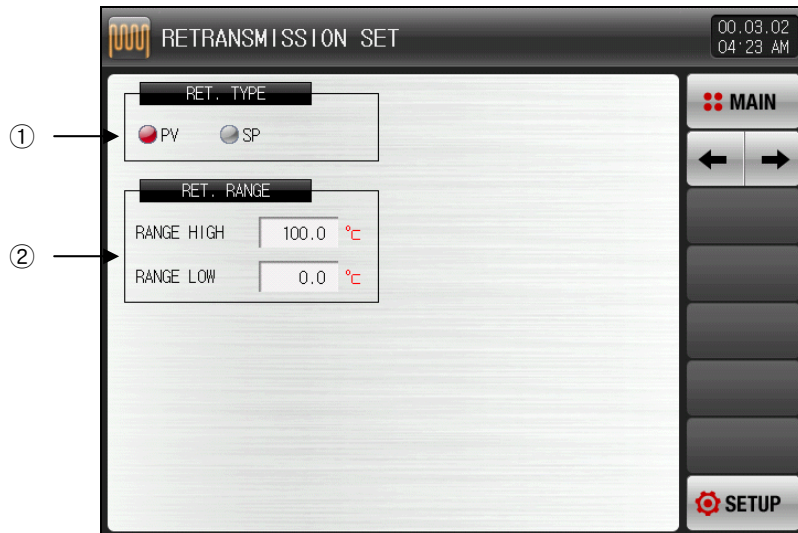 RETRANSMISSION SET
00.03.02
04:23 AM
RET. TYPE
① PV SP
RET. RANGE
②
RANGE HIGH 100.0 ℃
RANGE LOW 0.0 ℃
MAIN
SETUP